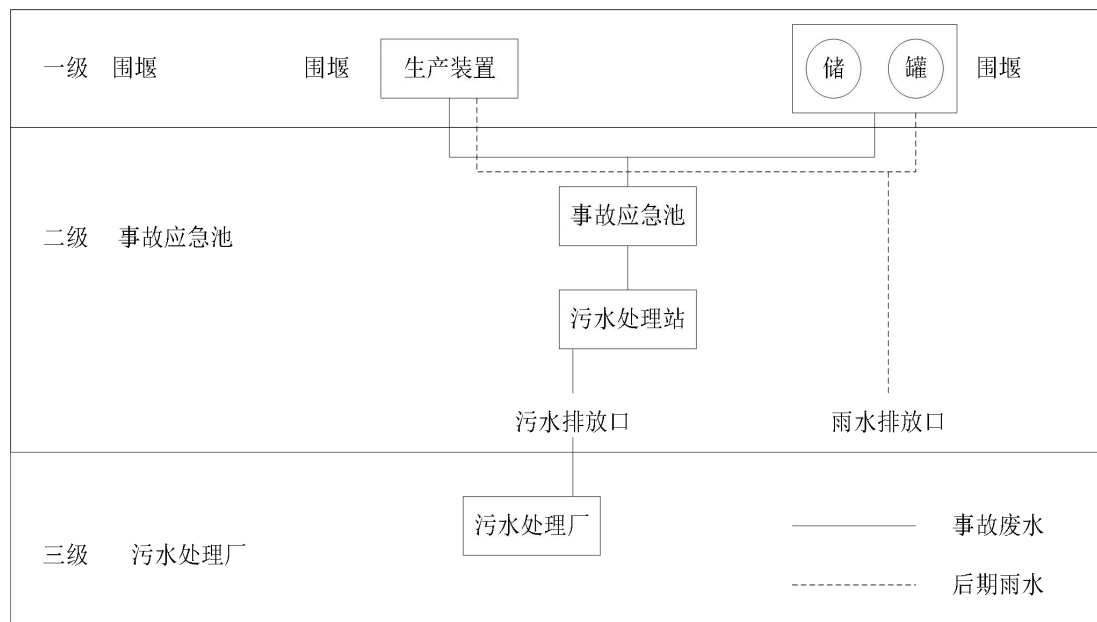 一级 围堰 围堰 生产装置 储 罐 围堰
事故应急池
二级 事故应急池
污水处理站
污水排放口 雨水排放口
污水处理厂 事故废水
三级 污水处理厂
后期雨水